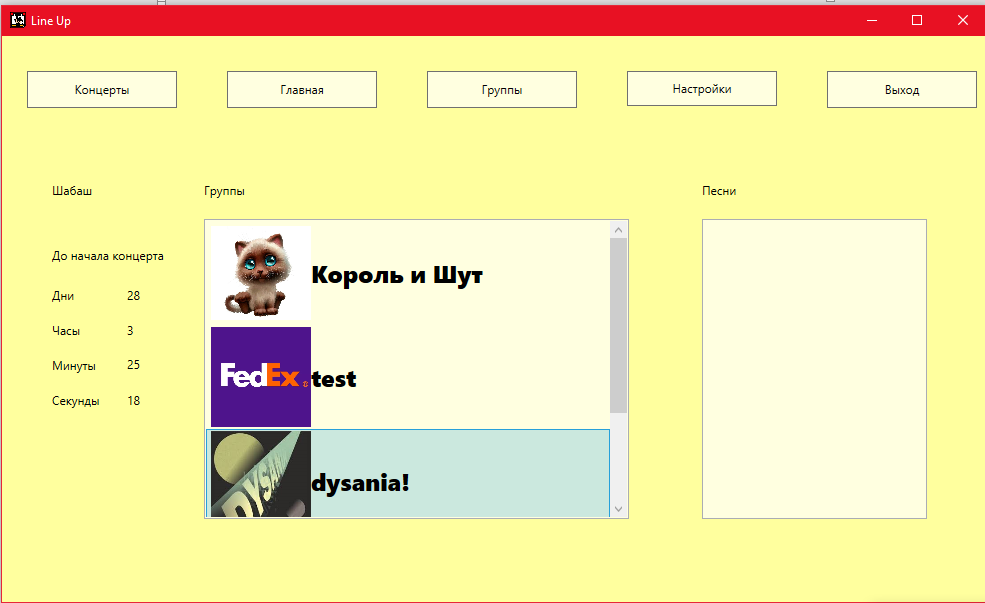 Line Up
Концерты
Главная
Группы
Настройки
Выход
Шабаш
Группы
Песни
До начала концерта
Дни 28
Часы 3
Минуты 25
Секунды 18
Король и Шут
FedEx
test
DYSAN
dysania!